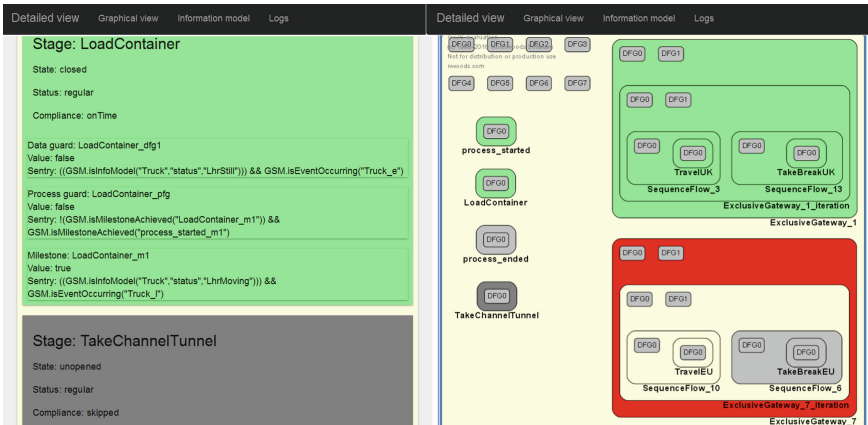 Detailed view Graphical view Information model Logs
Stage: LoadContainer
State: closed
Status: regular
Compliance: onTime
Data guard: LoadContainer_dfg1
Value: false
Sentry: ((GSM.isInfoModel("Truck","status","LhrStill"))) && GSM.isEventOccurring("Truck_e")
Process guard: LoadContainer_pfg
Value: false
Sentry: !(GSM.isMilestoneAchieved("LoadContainer_m1")) &&
GSM.isMilestoneAchieved("process_started_m1")
Milestone: LoadContainer_m1
Value: true
Sentry: ((GSM.isInfoModel("Truck","status","LhrMoving"))) &&
GSM.isEventOccurring("Truck_l")
Stage: TakeChannelTunnel
State: unopened
Status: regular
Compliance: skipped
Detailed view Graphical view Information model Logs
DFG0 DFG1 DFG2 DFG3
Not for distribution or production use
nwoods.com
DFG4 DFG5 DFG6 DFG7
DFG0
process_started
DFG0
LoadContainer
DFG0
process_ended
DFG0
TakeChannelTunnel
DFG0 DFG1
DFG0 DFG1
DFG0 DFG0 DFG0 DFG0
TravelUK TakeBreakUK
SequenceFlow_3 SequenceFlow_13
ExclusiveGateway_1_iteration
ExclusiveGateway_1
DFG0 DFG1
DFG0 DFG1
DFG0 DFG0 DFG0 DFG0
TravelEU TakeBreakEU
SequenceFlow_10 SequenceFlow_6
ExclusiveGateway_7_iteration
ExclusiveGateway_7